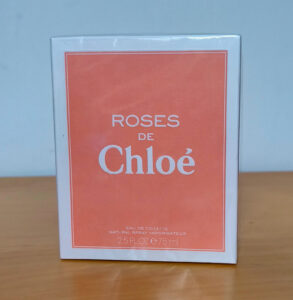 ROSES
DE
Chloé
EAU DE TOILETTE
NATURAL SPRAY VAPORISATEUR
2.5 FL.OZ ℮ 75 ml